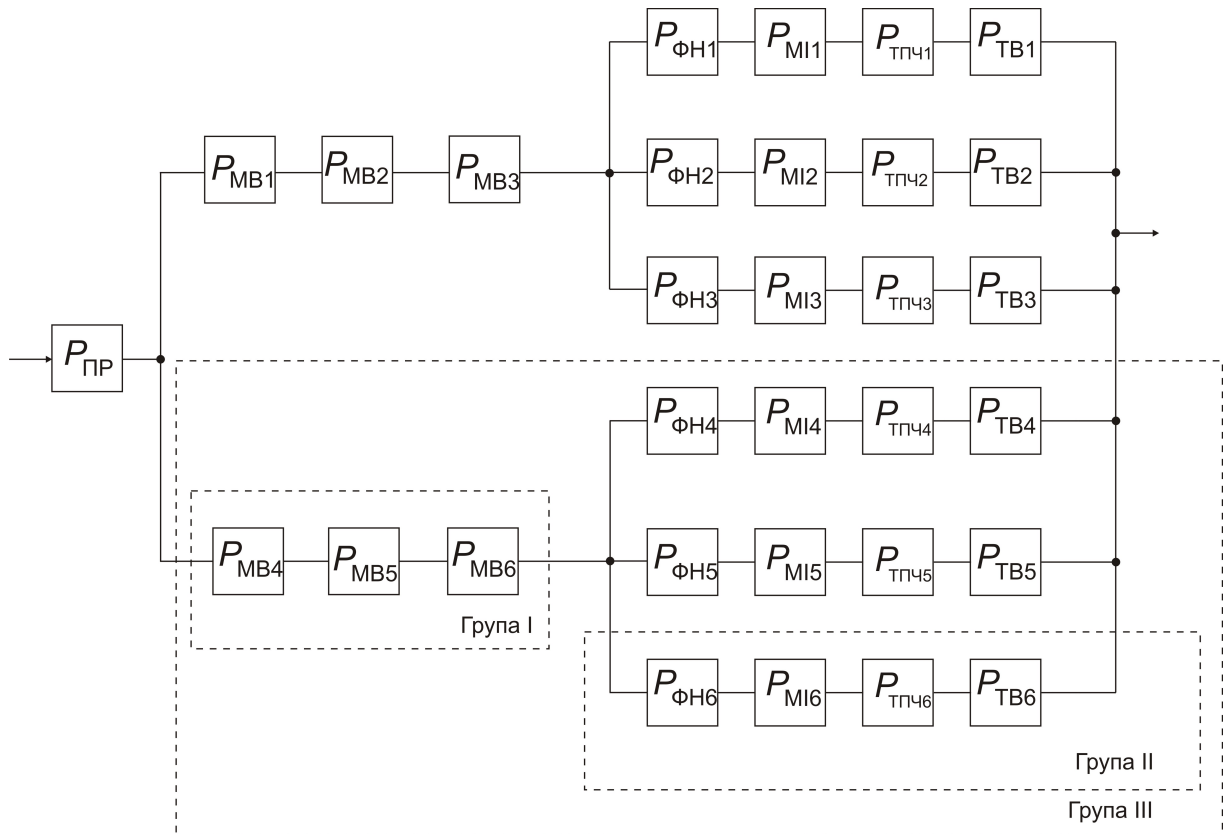 PФН1 PМІ1 PТПЧ1 PТВ1
PМВ1 PМВ2 PМВ3 PФН2 PМІ2 PТПЧ2 PТВ2
PФН3 PМІ3 PТПЧ3 PТВ3
PПР
PФН4 PМІ4 PТПЧ4 PТВ4
PМВ4 PМВ5 PМВ6 PФН5 PМІ5 PТПЧ5 PТВ5
Група I
PФН6 PМІ6 PТПЧ6 PТВ6
Група II
Група III